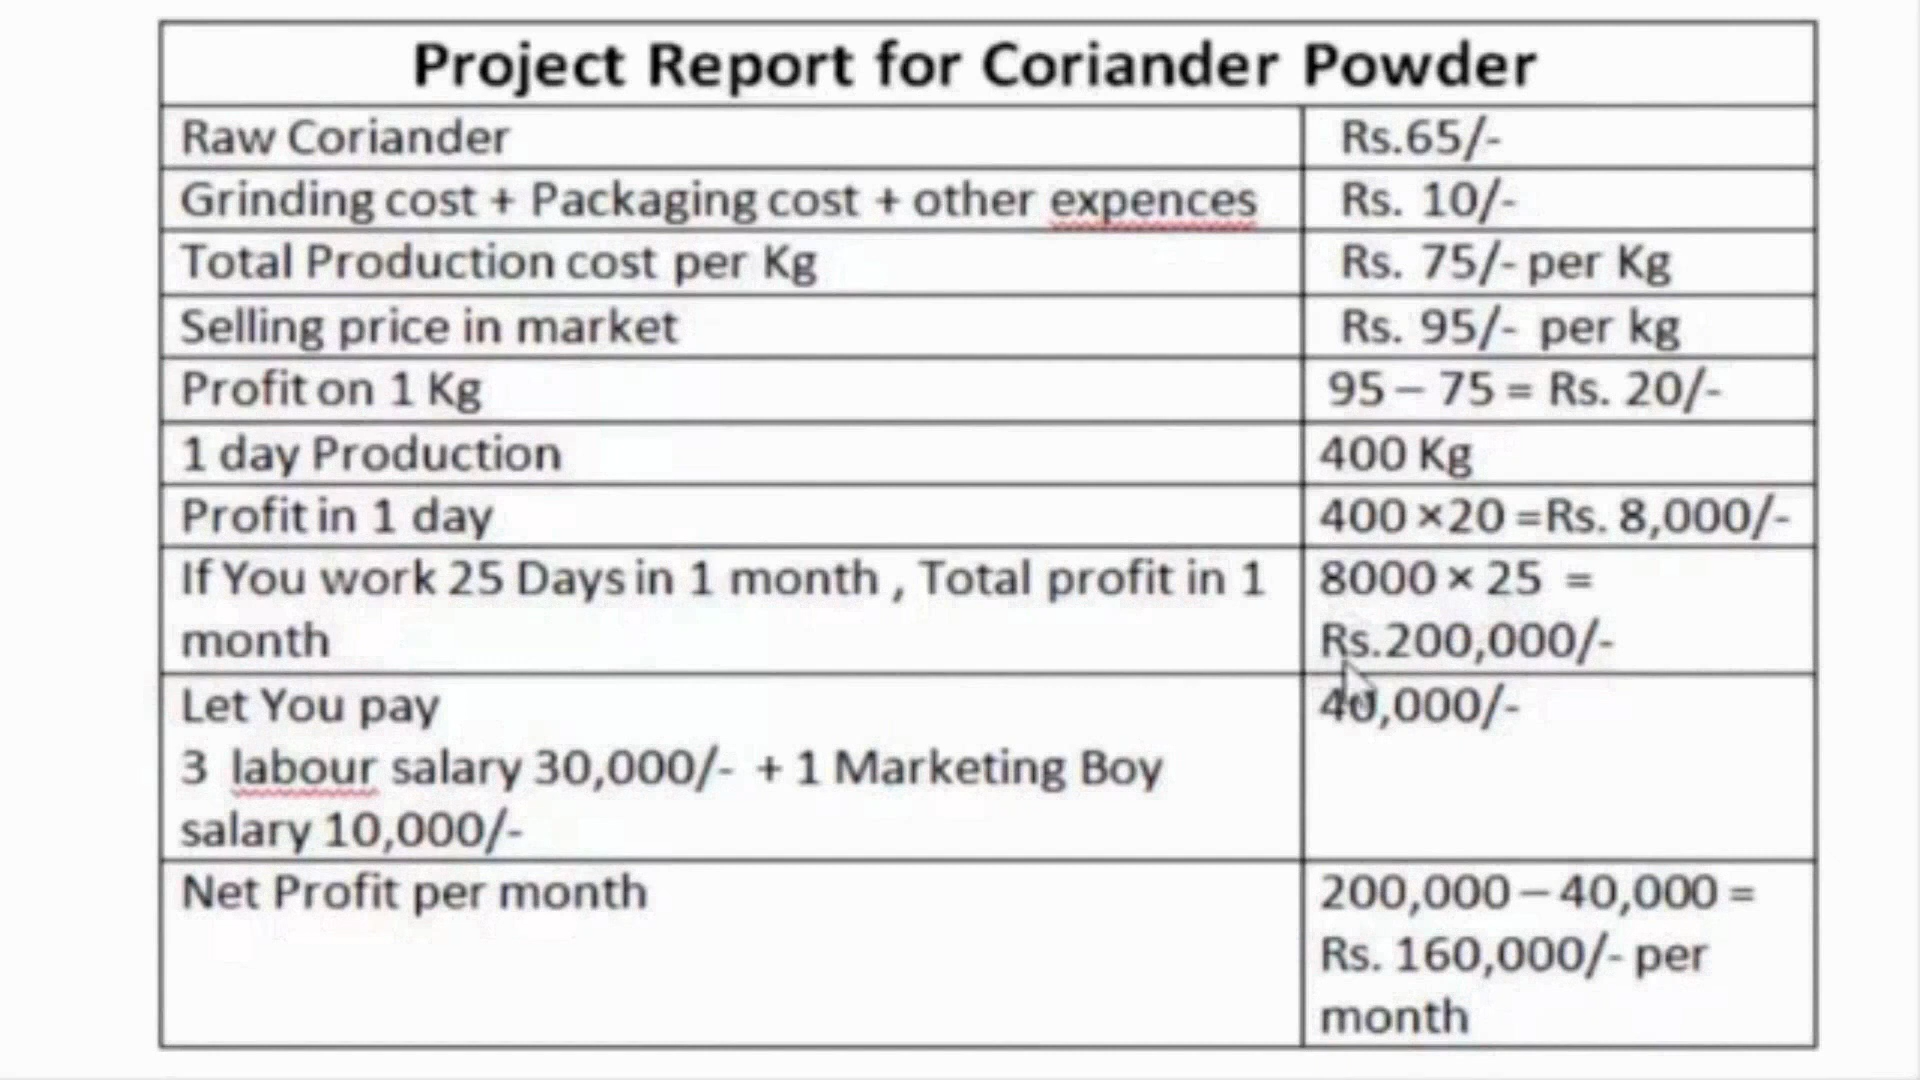 Project Report for Coriander Powder
Raw Coriander Rs.65/-
Grinding cost + Packaging cost + other expences Rs. 10/-
Total Production cost per Kg Rs. 75/- per Kg
Selling price in market Rs. 95/- per kg
Profit on 1 Kg 95 – 75 = Rs. 20/-
1 day Production 400 Kg
Profit in 1 day 400 ×20 =Rs. 8,000/-
If You work 25 Days in 1 month , Total profit in 1 8000 × 25 =
month Rs.200,000/-
Let You pay 40,000/-
3 labour salary 30,000/- + 1 Marketing Boy
salary 10,000/-
Net Profit per month 200,000 – 40,000 =
Rs. 160,000/- per
month